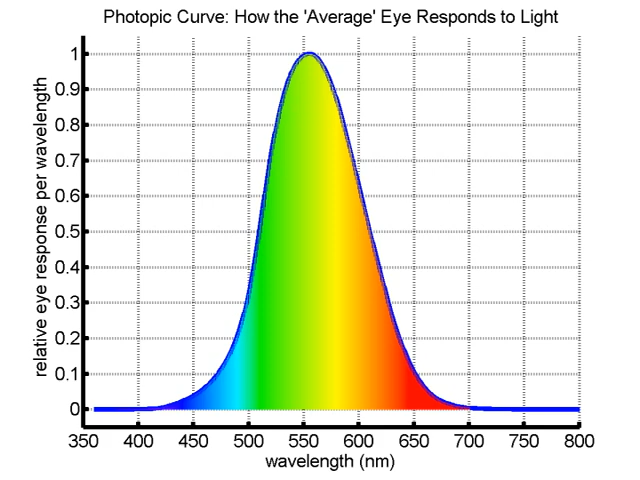 Photopic Curve: How the 'Average' Eye Responds to Light
relative eye response per wavelength
1
0.9
0.8
0.7
0.6
0.5
0.4
0.3
0.2
0.1
0
350 400 450 500 550 600 650 700 750 800
wavelength (nm)